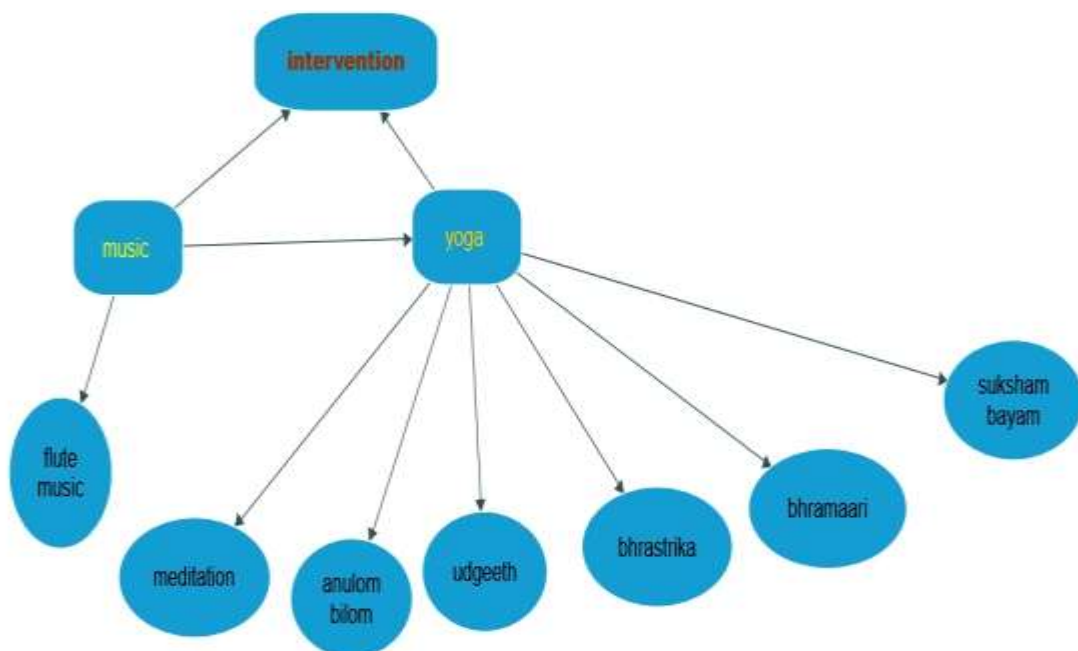 intervention
music
yoga
suksham
bayam
flute
music
bhramaari
bhrastrika
meditation
udgeeth
anulom
bilom